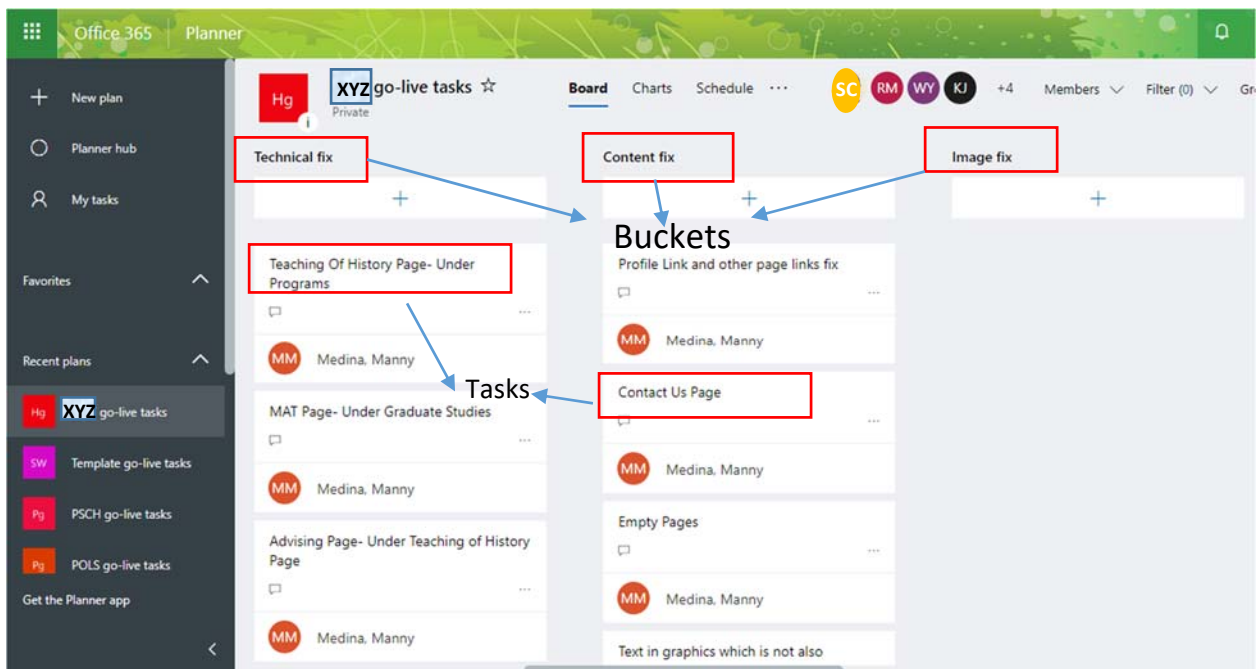 Office 365 Planner
New plan
Planner hub
My tasks
Favorites
Recent plans
Hg XYZ go-live tasks
SW Template go-live tasks
Pg PSCH go-live tasks
Pg POLS go-live tasks
Get the Planner app
Hg XYZ go-live tasks
Private
Board Charts Schedule ... SC RM WY KJ +4 Members Filter (0) Gr
Technical fix
Teaching Of History Page- Under
Programs
MM Medina, Manny
MAT Page- Under Graduate Studies
MM Medina, Manny
Advising Page- Under Teaching of History
Page
MM Medina, Manny
Content fix
Buckets
Profile Link and other page links fix
MM Medina, Manny
Tasks
Contact Us Page
MM Medina, Manny
Empty Pages
MM Medina, Manny
Text in graphics which is not also
Image fix